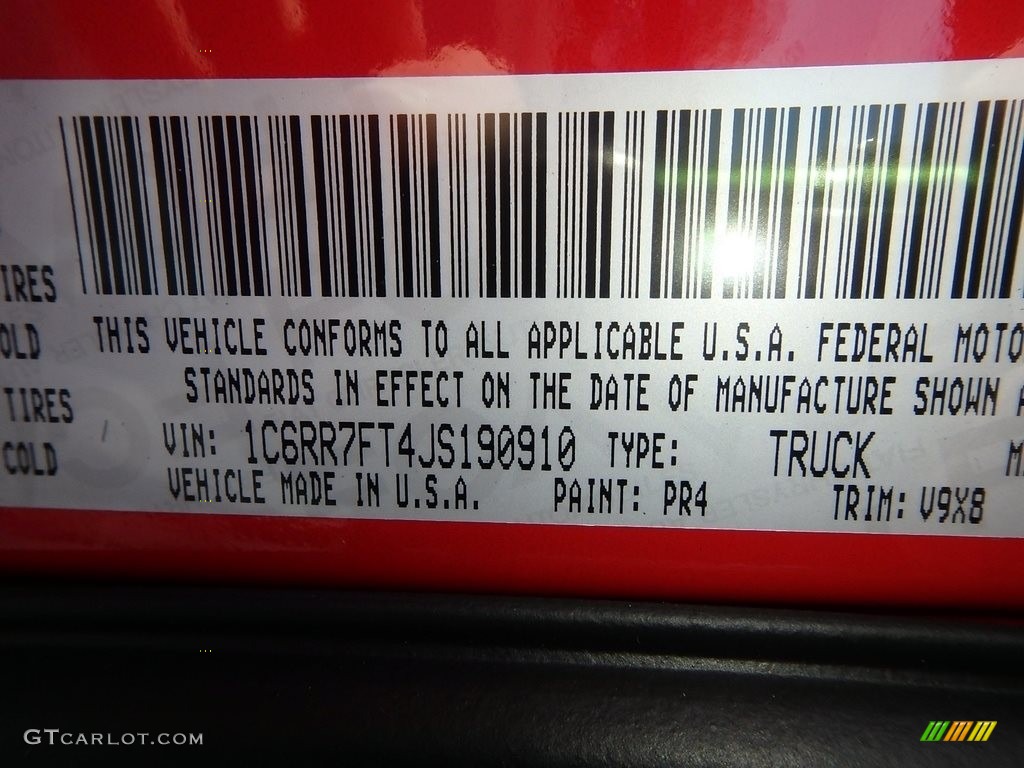 IRES
OLD
TIRES
COLD
THIS VEHICLE CONFORMS TO ALL APPLICABLE U.S.A. FEDERAL MOTO
STANDARDS IN EFFECT ON THE DATE OF MANUFACTURE SHOWN A
VIN: 1C6RR7FT4JS190910 TYPE: TRUCK M
VEHICLE MADE IN U.S.A. PAINT: PR4 TRIM: V9X8
GTCARLOT.COM